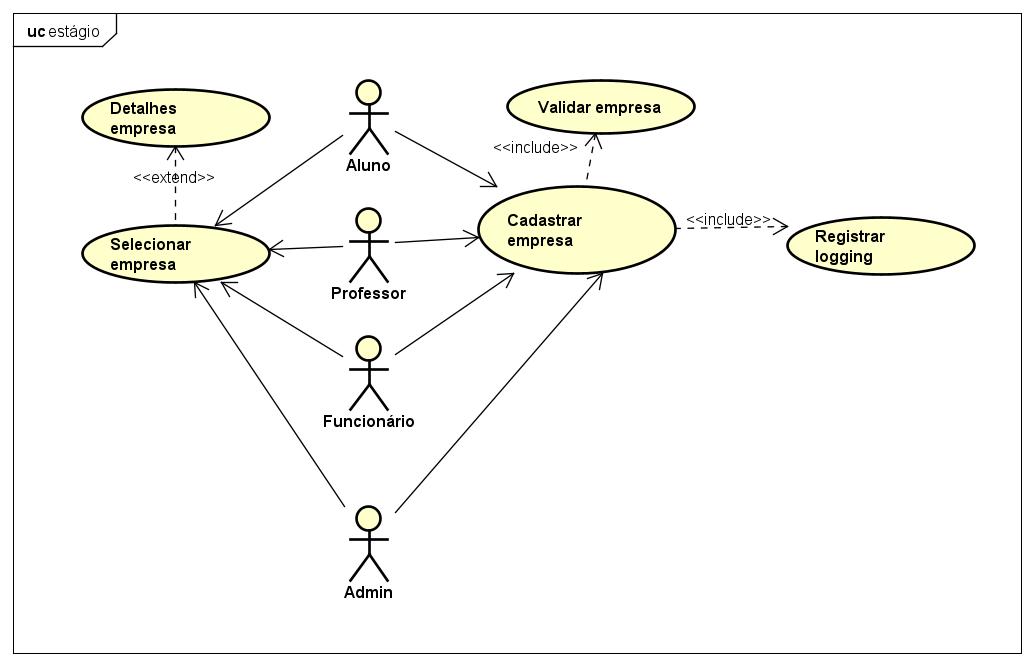 uc estágio
Detalhes
empresa
Validar empresa
<<include>>
Aluno
<<extend>>
Cadastrar
empresa
<<include>>
Registrar
logging
Selecionar
empresa
Professor
Funcionário
Admin